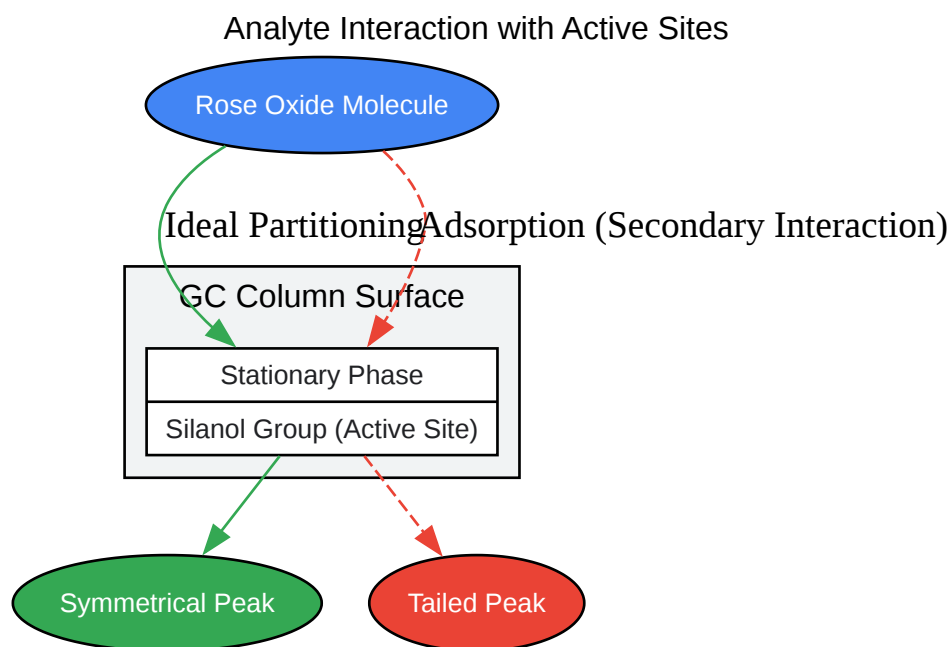 Analyte Interaction with Active Sites
Rose Oxide Molecule
Ideal Partitioning
Adsorption (Secondary Interaction)
GC Column Surface
Stationary Phase
Silanol Group (Active Site)
Symmetrical Peak
Tailed Peak